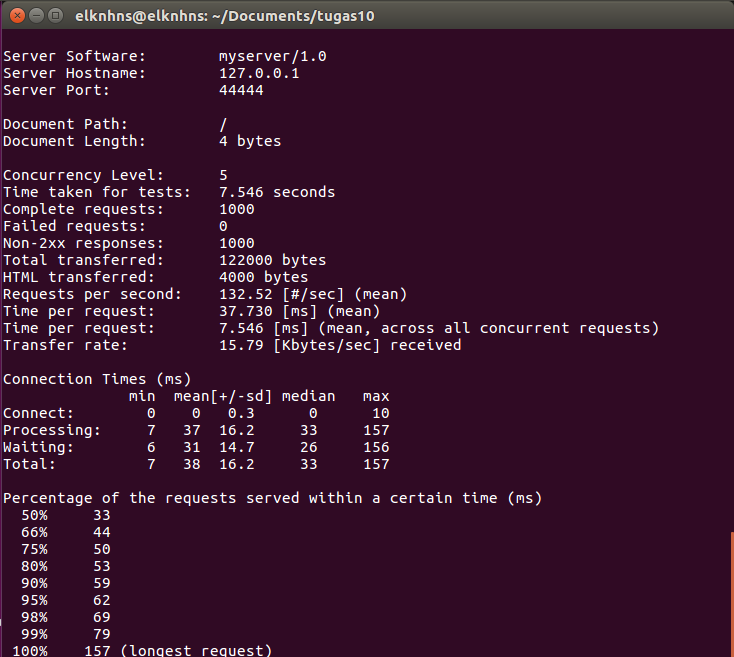 elknhns@elknhns: ~/Documents/tugas10
Server Software:        myserver/1.0
Server Hostname:        127.0.0.1
Server Port:            44444
Document Path:          /
Document Length:        4 bytes
Concurrency Level:      5
Time taken for tests:   7.546 seconds
Complete requests:      1000
Failed requests:        0
Non-2xx responses:      1000
Total transferred:      122000 bytes
HTML transferred:       4000 bytes
Requests per second:    132.52 [#/sec] (mean)
Time per request:       37.730 [ms] (mean)
Time per request:       7.546 [ms] (mean, across all concurrent requests)
Transfer rate:          15.79 [Kbytes/sec] received
Connection Times (ms)
              min  mean[+/-sd] median   max
Connect:        0    0   0.3      0      10
Processing:     7   37  16.2     33     157
Waiting:        6   31  14.7     26     156
Total:          7   38  16.2     33     157
Percentage of the requests served within a certain time (ms)
  50%     33
  66%     44
  75%     50
  80%     53
  90%     59
  95%     62
  98%     69
  99%     79
 100%    157 (longest request)